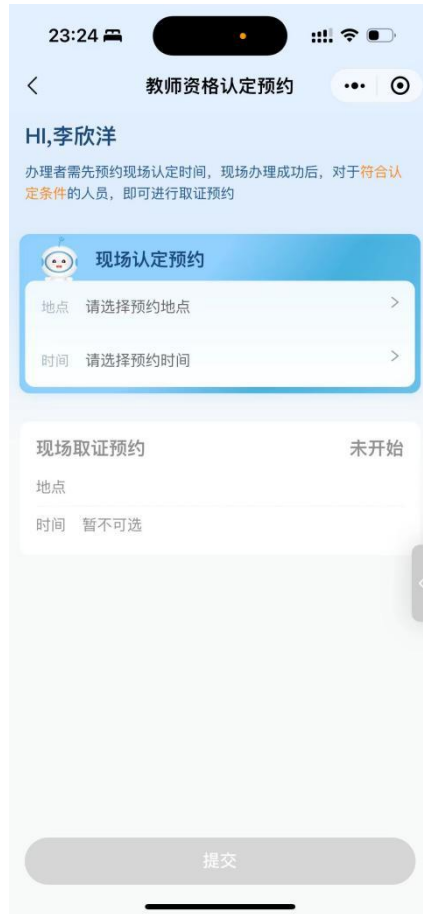 23:24
教师资格认定预约
HI,李欣洋
办理者需先预约现场认定时间，现场办理成功后，对于符合认
定条件的人员，即可进行取证预约
现场认定预约
地点 请选择预约地点
时间 请选择预约时间
现场取证预约 未开始
地点
时间 暂不可选
提交